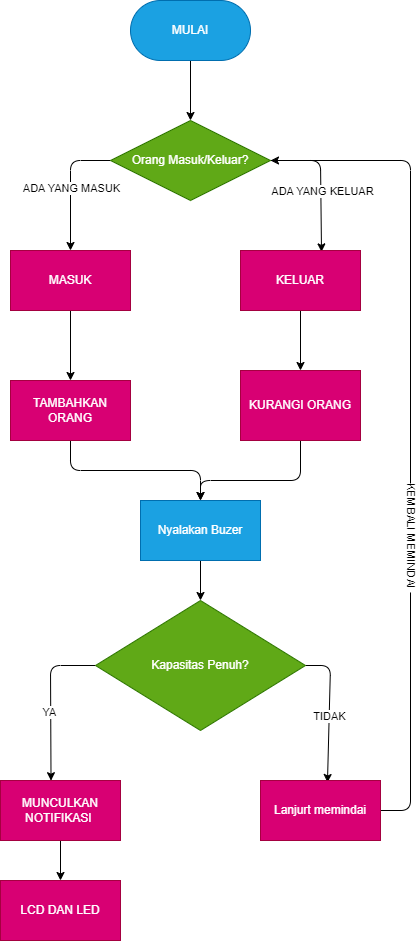 MULAI
Orang Masuk/Keluar?
ADA YANG MASUK
ADA YANG KELUAR
MASUK
KELUAR
TAMBAHKAN
ORANG
KURANGI ORANG
Nyalakan Buzer
KEMBALI MEMINDAI
Kapasitas Penuh?
YA
TIDAK
MUNCULKAN
NOTIFIKASI
Lanjurt memindai
LCD DAN LED